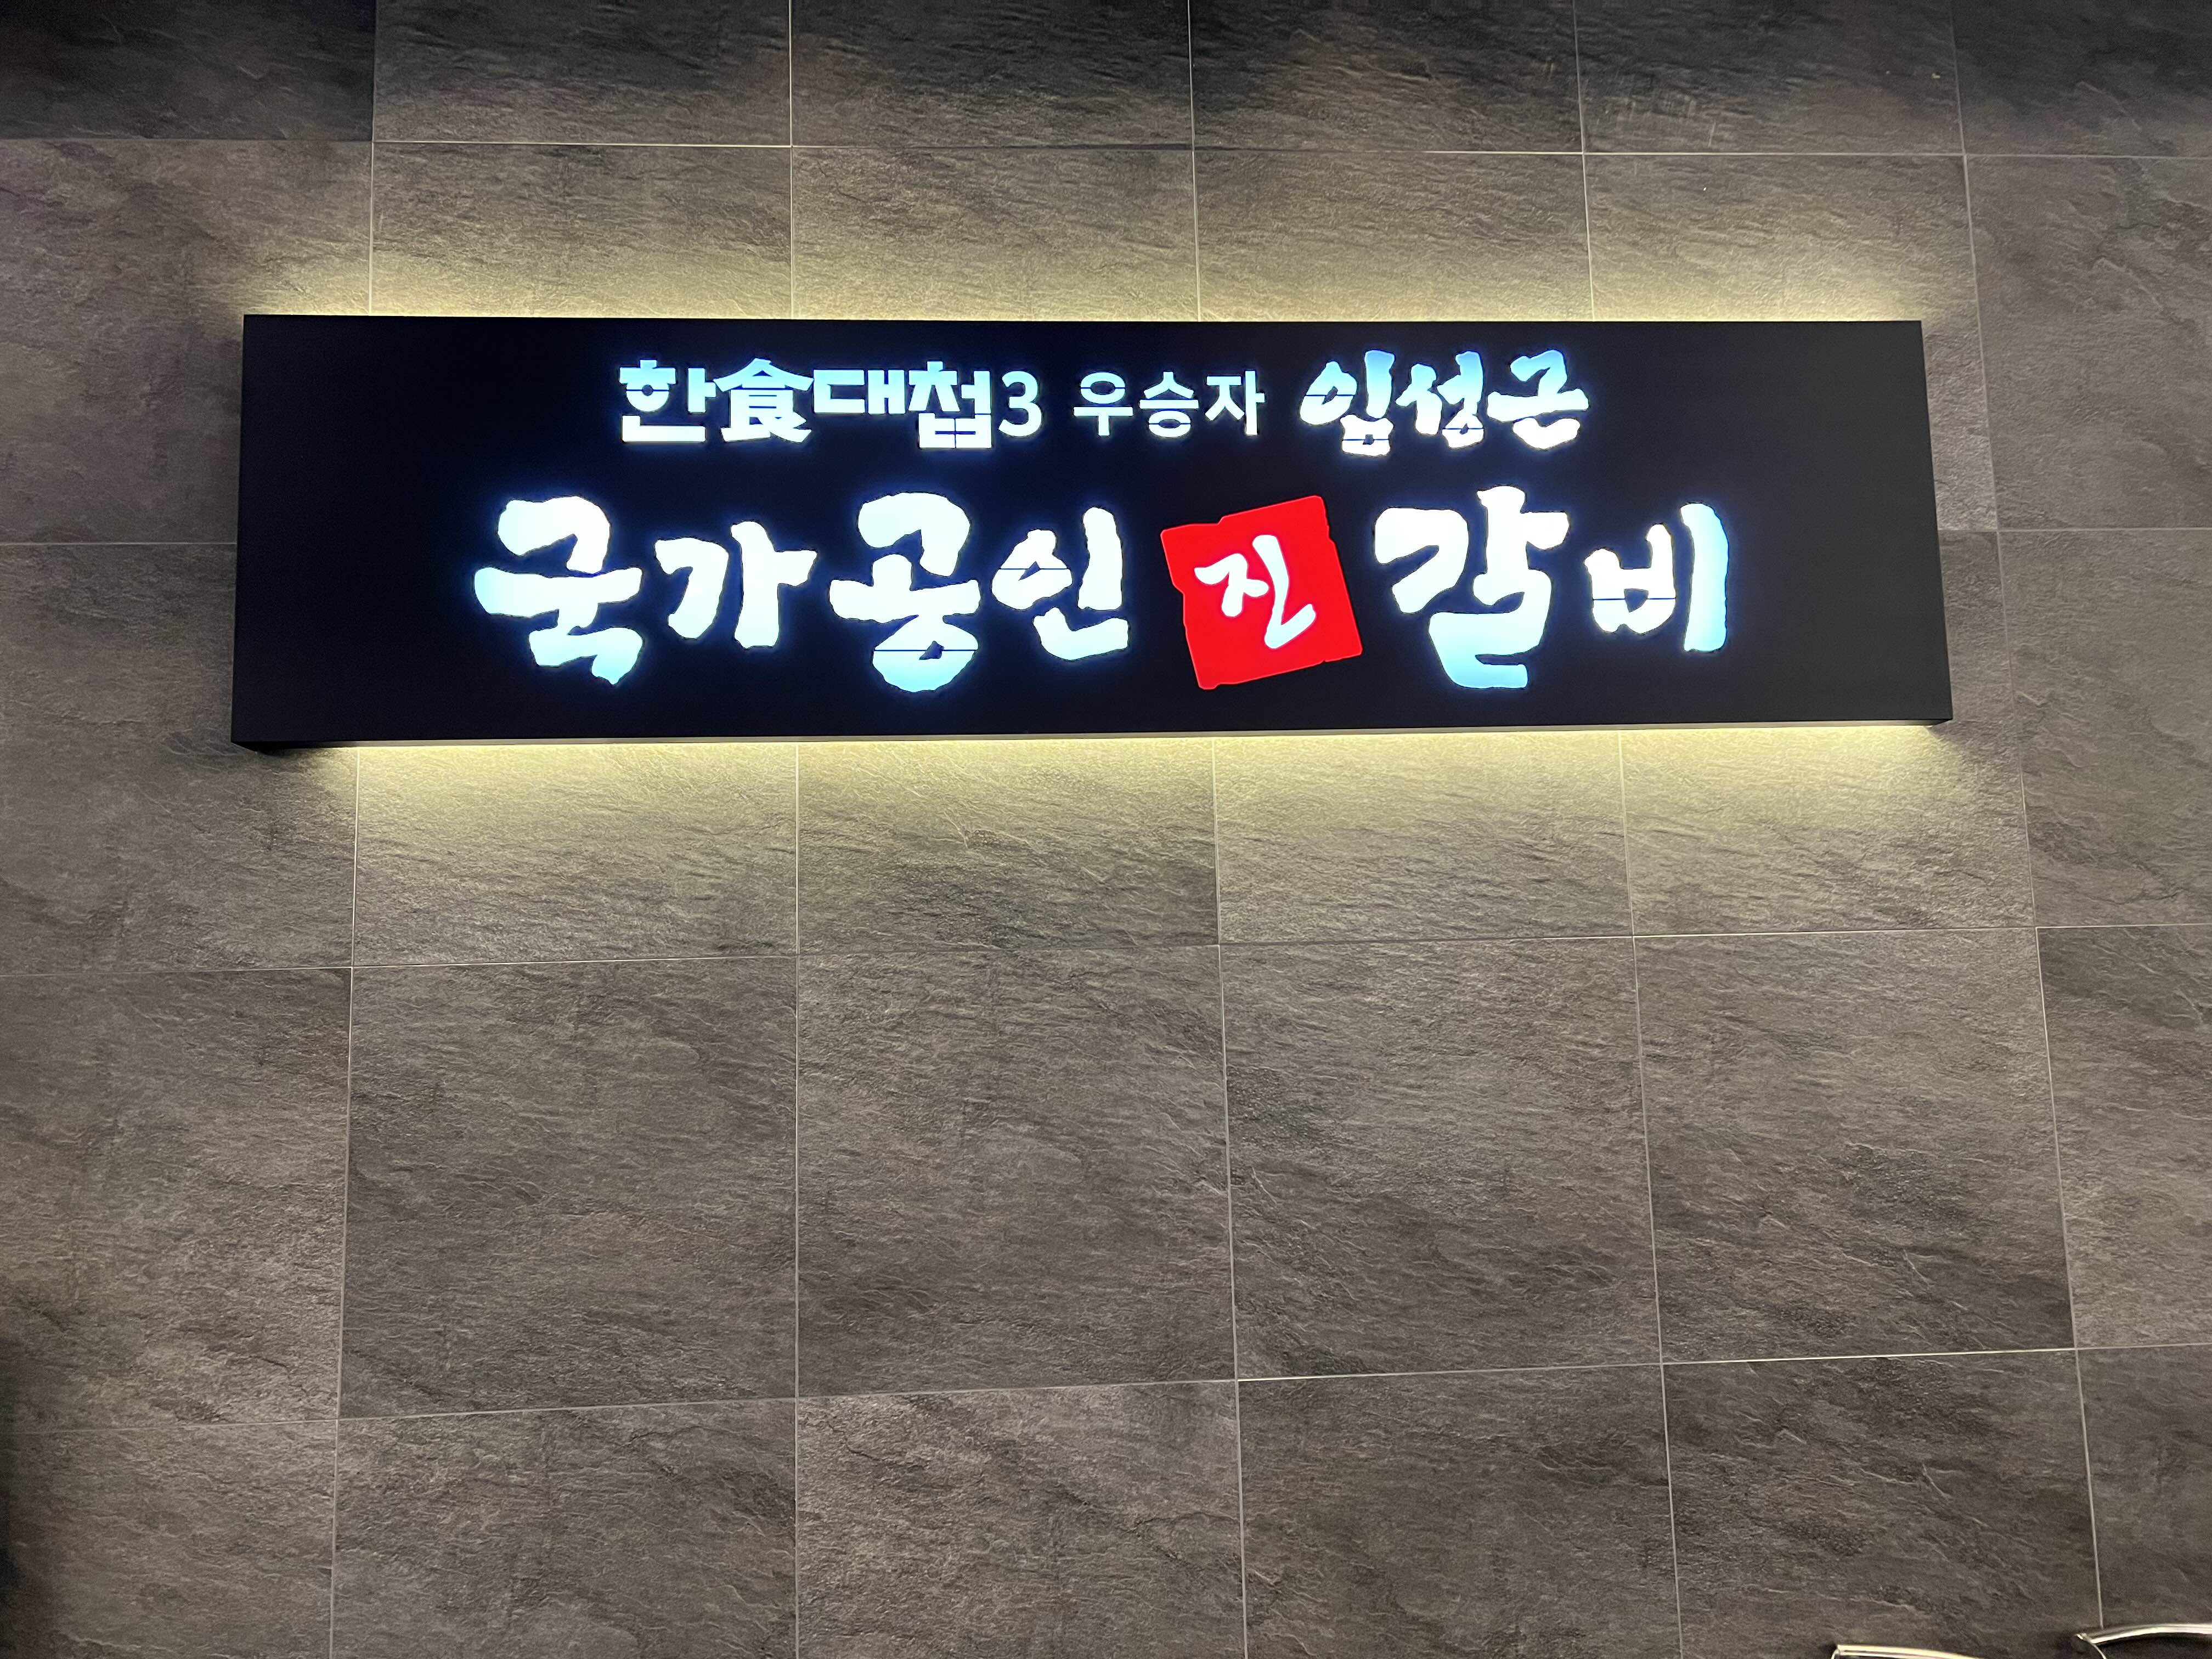 한食대첩3 우승자 임성근
국가공인 진 갈비